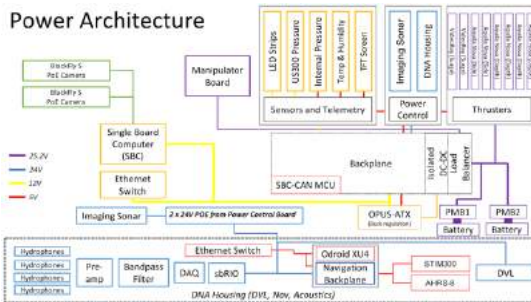 Power Architecture
BlackFly S
PoE Camera
BlackFly S
PoE Camera
Manipulator
Board
LED Strips
USB00 Pressure
Internal Pressure
Temp & Humidity
TFT Screen
Sensors and Telemetry
Imaging Sonar
DNA Housing
Power
Control
Thrusters
Single Board
Computer
(SBC)
Ethernet
Switch
25.2V
24V
12V
5V
Backplane
SBC-CAN MCU
Isolated
DC-DC
Load
Balancer
Imaging Sonar
2 x 24V POE from Power Control Board
OPUS-ATX
PMB1
PMB2
Battery
Battery
Hydrophones
Hydrophones
Hydrophones
Hydrophones
Pre-
amp
Bandpass
Filter
DAQ
sbRIO
Ethernet Switch
Odroid XU4
Navigation
Backplane
STIM300
AHRS-8
DVL
DNA Housing (DVL, Nav, Acoustics)